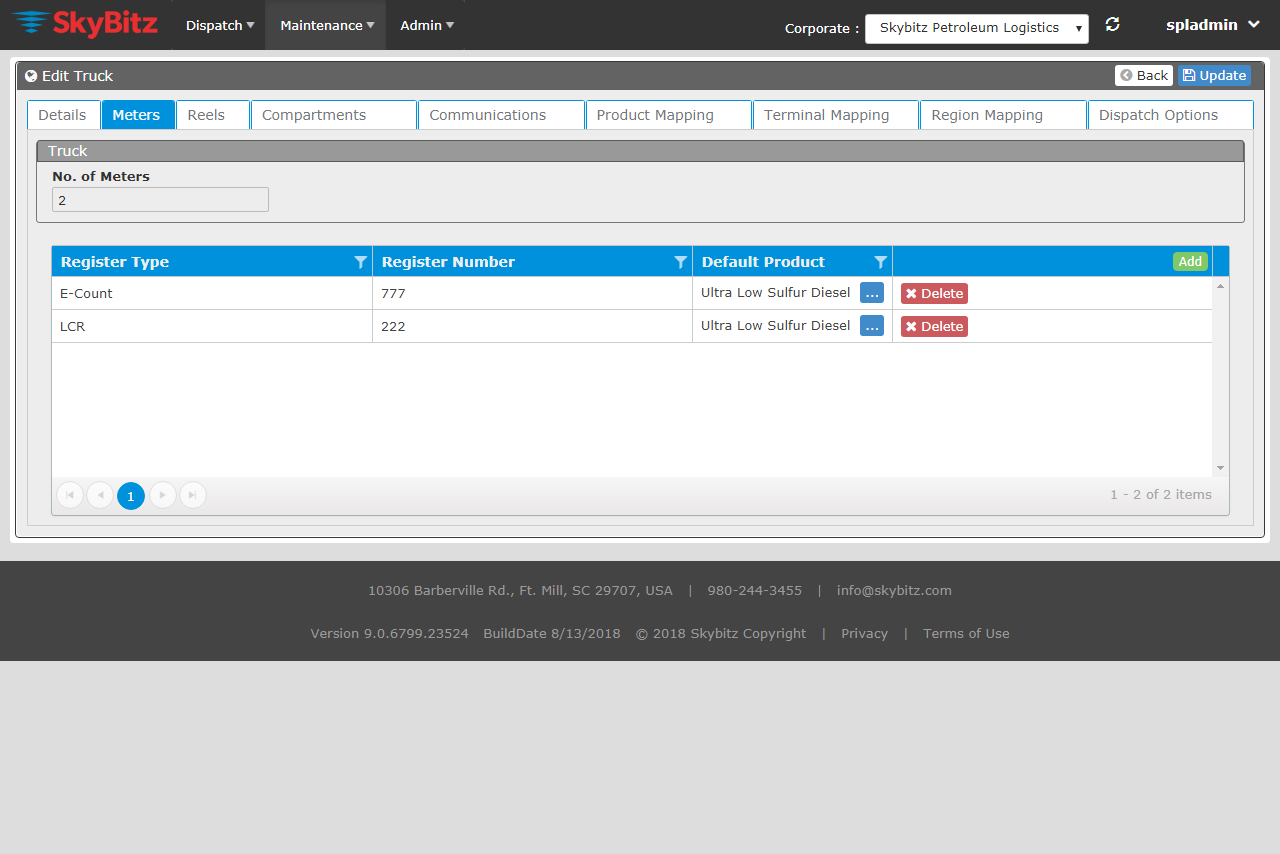 SkyBitz Dispatch Maintenance Admin Corporate : Skybitz Petroleum Logistics spladmin
Edit Truck Back Update
Details Meters Reels Compartments Communications Product Mapping Terminal Mapping Region Mapping Dispatch Options
Truck
No. of Meters
2
Register Type Register Number Default Product Add
E-Count 777 Ultra Low Sulfur Diesel ... Delete
LCR 222 Ultra Low Sulfur Diesel ... Delete
1 1 - 2 of 2 items
10306 Barberville Rd., Ft. Mill, SC 29707, USA | 980-244-3455 | info@skybitz.com
Version 9.0.6799.23524 BuildDate 8/13/2018 © 2018 Skybitz Copyright | Privacy | Terms of Use